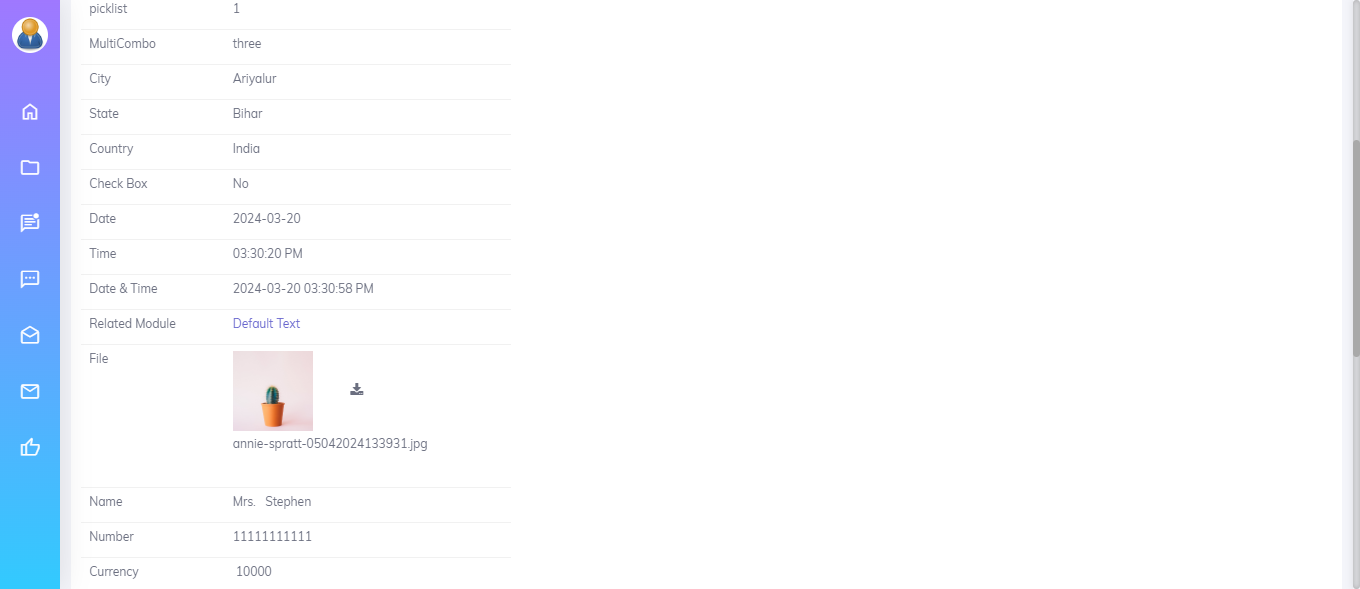 picklist 1
MultiCombo three
City Ariyalur
State Bihar
Country India
Check Box No
Date 2024-03-20
Time 03:30:20 PM
Date & Time 2024-03-20 03:30:58 PM
Related Module Default Text
File
annie-spratt-05042024133931.jpg
Name Mrs. Stephen
Number 11111111111
Currency 10000